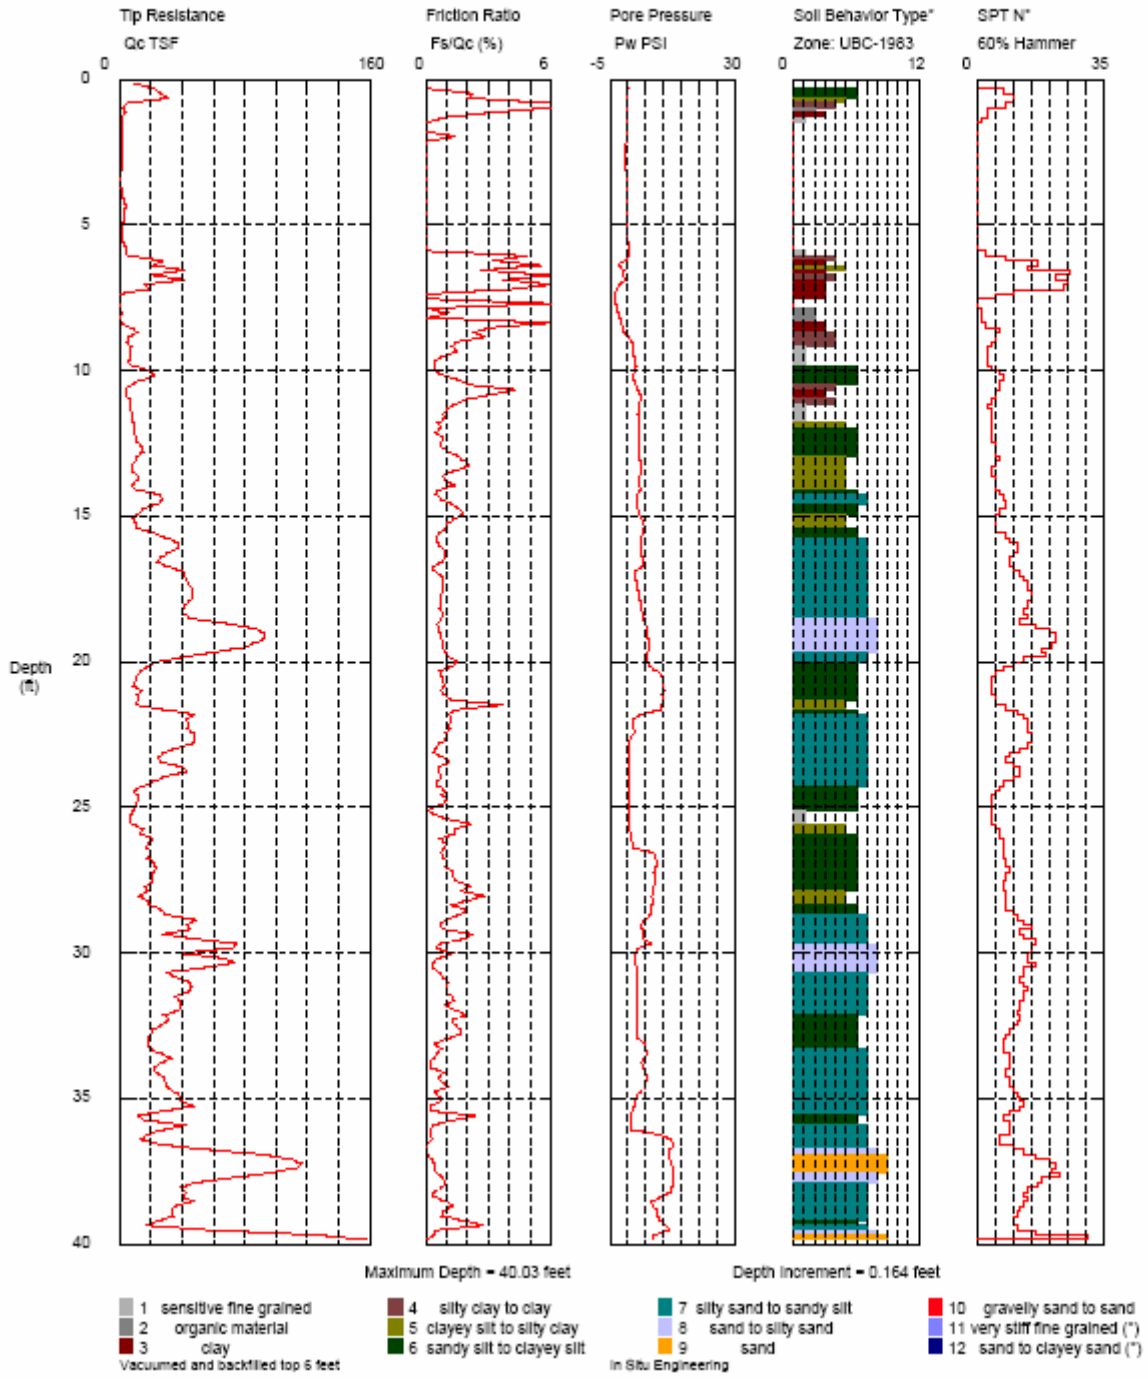 Tip Resistance Friction Ratio Pore Pressure Soil Behavior Type* SPT N*
Qc TSF Fs/Qc (%) Pw PSI Zone: UBC-1983 60% Hammer
0 160 0 6 -5 30 0 12 0 35
0
5
10
15
20
Depth
(ft)
25
30
35
40
Maximum Depth = 40.03 feet Depth Increment = 0.164 feet
1 sensitive fine grained 4 silty clay to clay 7 silty sand to sandy silt 10 gravelly sand to sand
2 organic material 5 clayey silt to silty clay 8 sand to silty sand 11 very stiff fine grained (*)
3 clay 6 sandy silt to clayey silt 9 sand 12 sand to clayey sand (*)
Vacuumed and backfilled top 6 feet In Situ Engineering